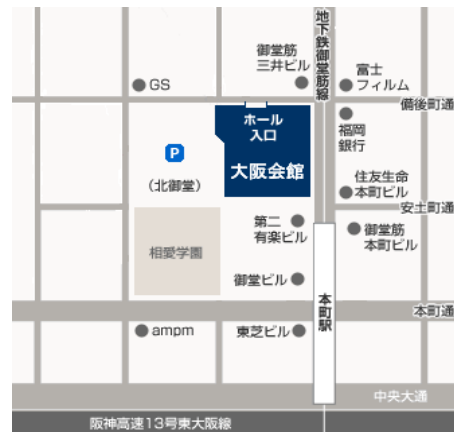 地下鉄御堂筋線
御堂筋
三井ビル
富士
フィルム
GS
備後町通
ホール
入口
福岡
銀行
P
大阪会館
(北御堂)
住友生命
本町ビル
安土町通
第二
有楽ビル
御堂筋
本町ビル
相愛学園
御堂ビル
本町駅
本町通
ampm
東芝ビル
中央大通
阪神高速13号東大阪線